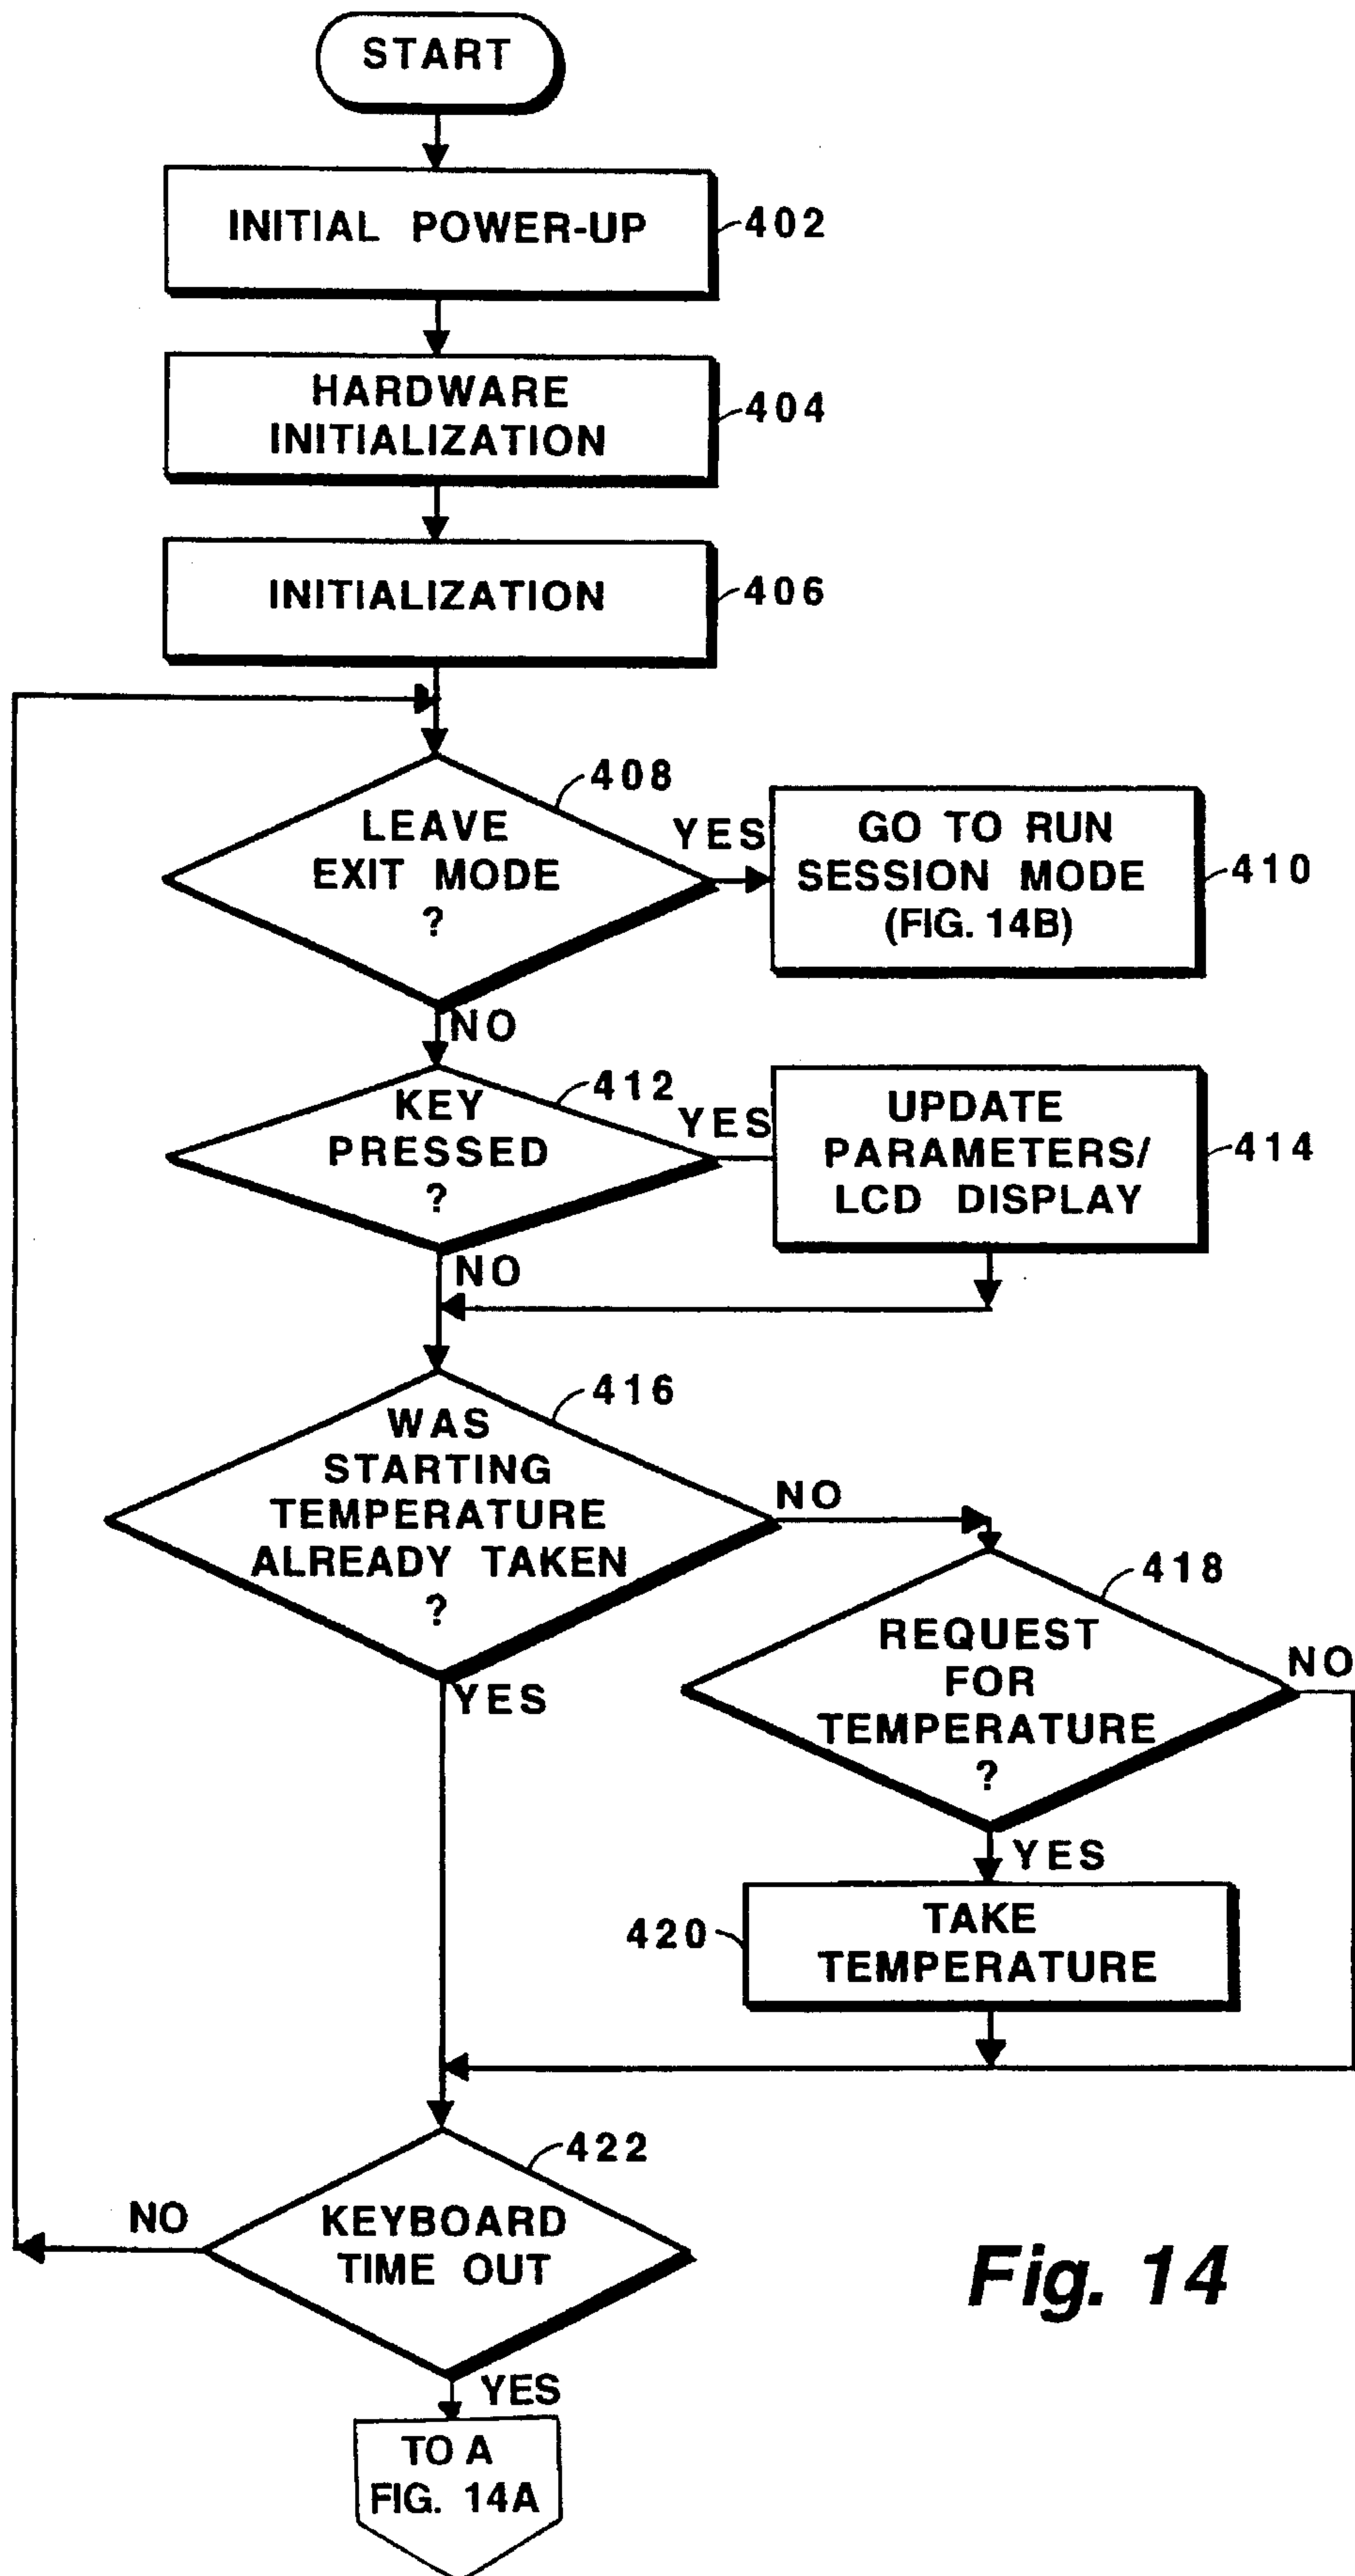 START
INITIAL POWER-UP
402
HARDWARE
INITIALIZATION
404
INITIALIZATION
406
408
LEAVE
EXIT MODE
?
YES
GO TO RUN
SESSION MODE
(FIG. 14B)
410
NO
412
KEY
PRESSED
?
YES
UPDATE
PARAMETERS/
LCD DISPLAY
414
NO
416
WAS
STARTING
TEMPERATURE
ALREADY TAKEN
?
NO
YES
418
REQUEST
FOR
TEMPERATURE
?
NO
YES
420
TAKE
TEMPERATURE
422
KEYBOARD
TIME OUT
NO
YES
TO A
FIG. 14A
Fig. 14